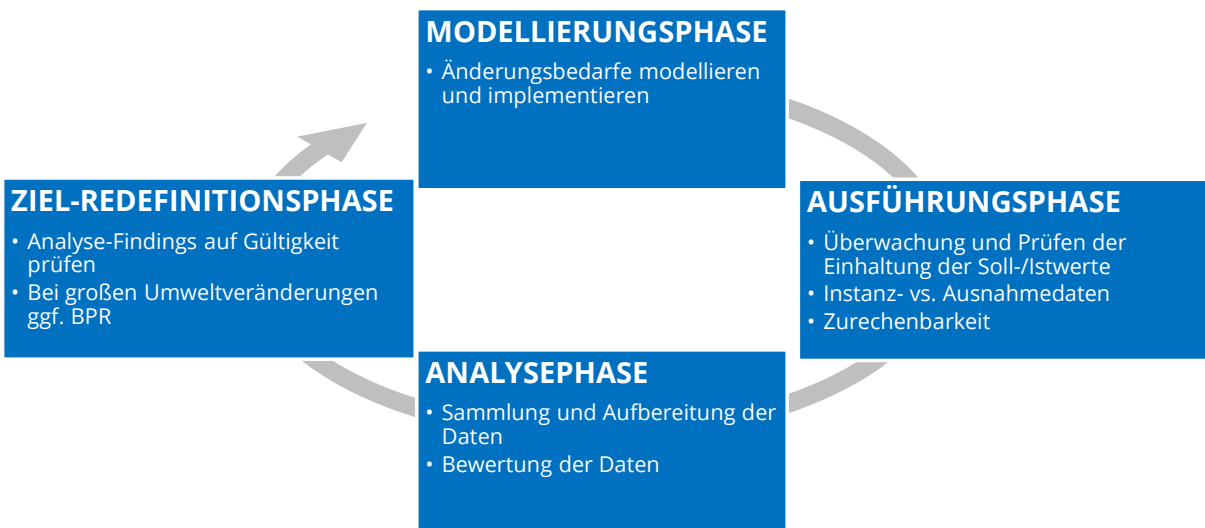 MODELLIERUNGSPHASE
• Änderungsbedarfe modellieren
und implementieren
ZIEL-REDEFINITIONSPHASE
• Analyse-Findings auf Gültigkeit
prüfen
• Bei großen Umweltveränderungen
ggf. BPR
AUSFÜHRUNGSPHASE
• Überwachung und Prüfen der
Einhaltung der Soll-/Istwerte
• Instanz- vs. Ausnahmedaten
• Zurechenbarkeit
ANALYSEPHASE
• Sammlung und Aufbereitung der
Daten
• Bewertung der Daten